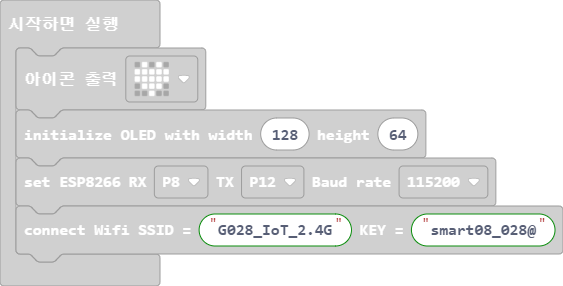 시작하면 실행
아이콘 출력
initialize OLED with width 128 height 64
set ESP8266 RX P8 TX P12 Baud rate 115200
connect Wifi SSID = "G028_IoT_2.4G" KEY = "smart08_028@"